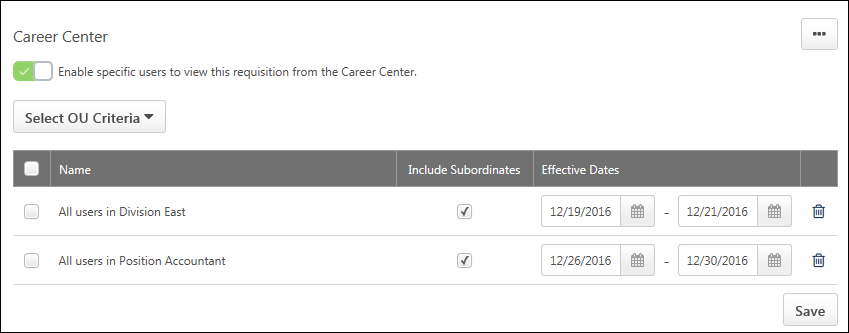 Career Center
Enable specific users to view this requisition from the Career Center.
Select OU Criteria
Name Include Subordinates Effective Dates
All users in Division East 12/19/2016 - 12/21/2016
All users in Position Accountant 12/26/2016 - 12/30/2016
Save